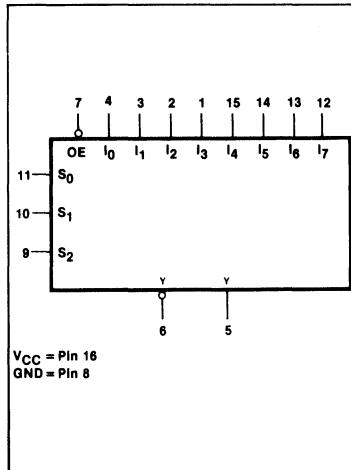 7 4 3 2 1 15 14 13 12
OE I0 I1 I2 I3 I4 I5 I6 I7
11 S0
10 S1
9 S2
Y Y
6 5
VCC = Pin 16
GND = Pin 8